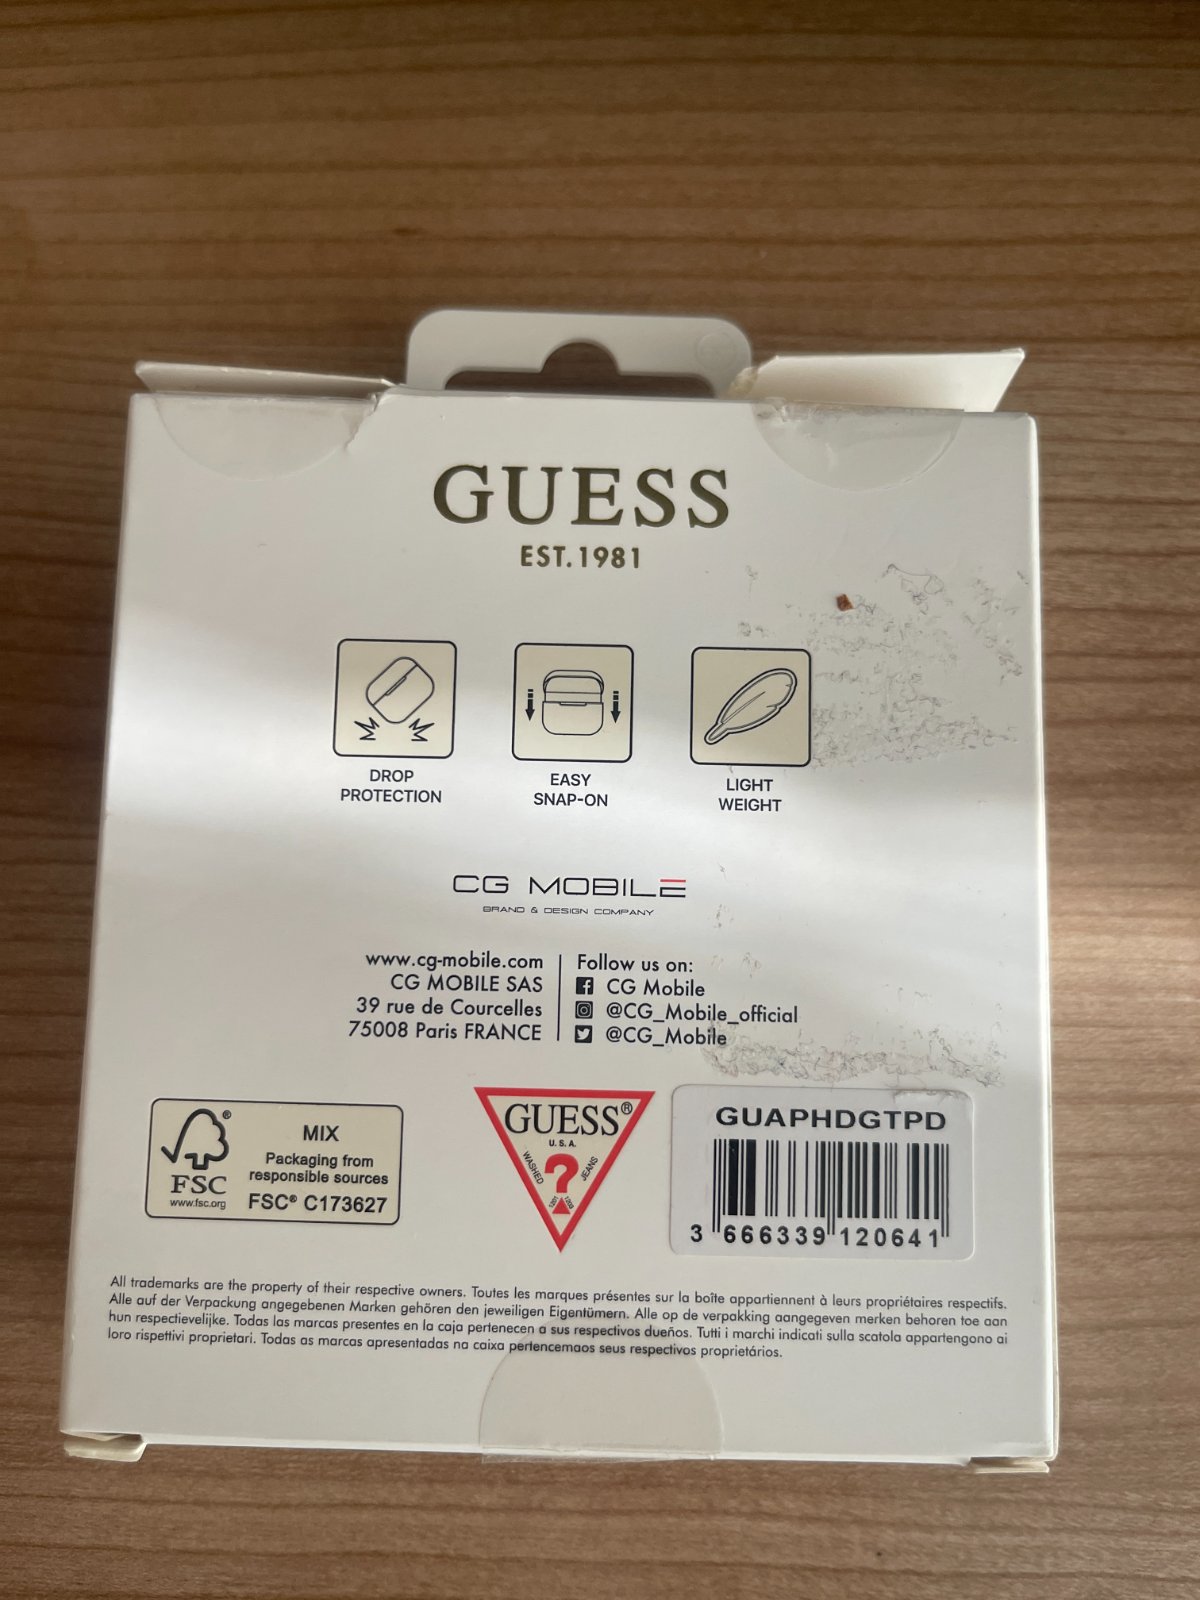 GUESS
EST.1981
DROP
PROTECTION
EASY
SNAP-ON
LIGHT
WEIGHT
CG MOBILE
BRAND & DESIGN COMPANY
www.cg-mobile.com
CG MOBILE SAS
39 rue de Courcelles
75008 Paris FRANCE
Follow us on:
CG Mobile
@CG_Mobile_official
@CG_Mobile
FSC
www.fsc.org
MIX
Packaging from
responsible sources
FSC® C173627
GUESS®
U.S.A.
WASHED
?
JEANS
GUAPHDGTPD
3 666339 120641
All trademarks are the property of their respective owners. Toutes les marques présentes sur la boîte appartiennent à leurs propriétaires respectifs.
Alle auf der Verpackung angegebenen Marken gehören den jeweiligen Eigentümern. Alle op de verpakking aangegeven merken behoren toe aan
hun respectievelijke. Todas las marcas presentes en la caja pertenecen a sus respectivos dueños. Tutti i marchi indicati sulla scatola appartengono ai
loro rispettivi proprietari. Todas as marcas apresentadas na caixa pertencemaos seus respectivos proprietários.